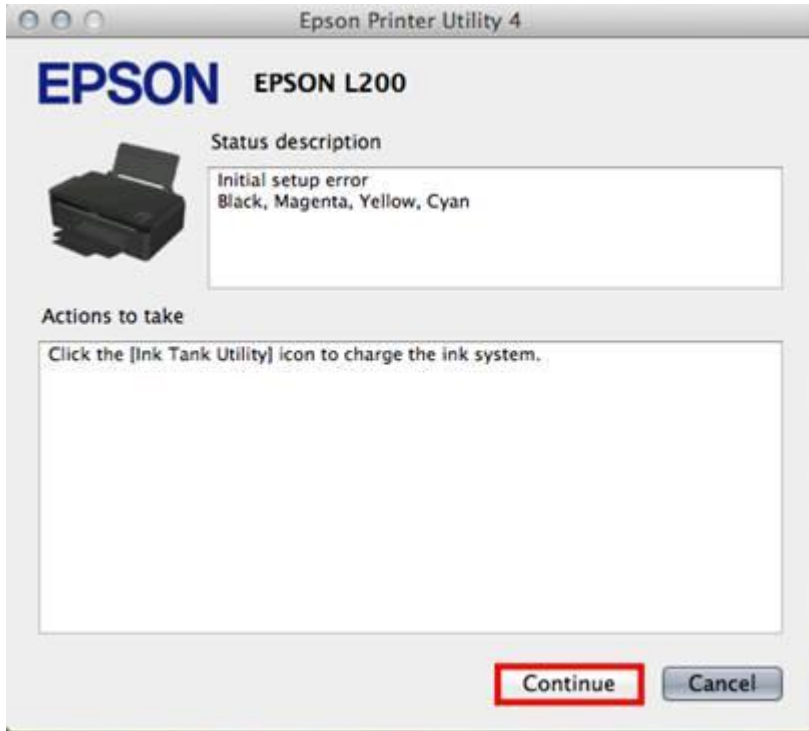 Epson Printer Utility 4
EPSON
EPSON L200
Status description
Initial setup error
Black, Magenta, Yellow, Cyan
Actions to take
Click the [Ink Tank Utility] icon to charge the ink system.
Continue
Cancel